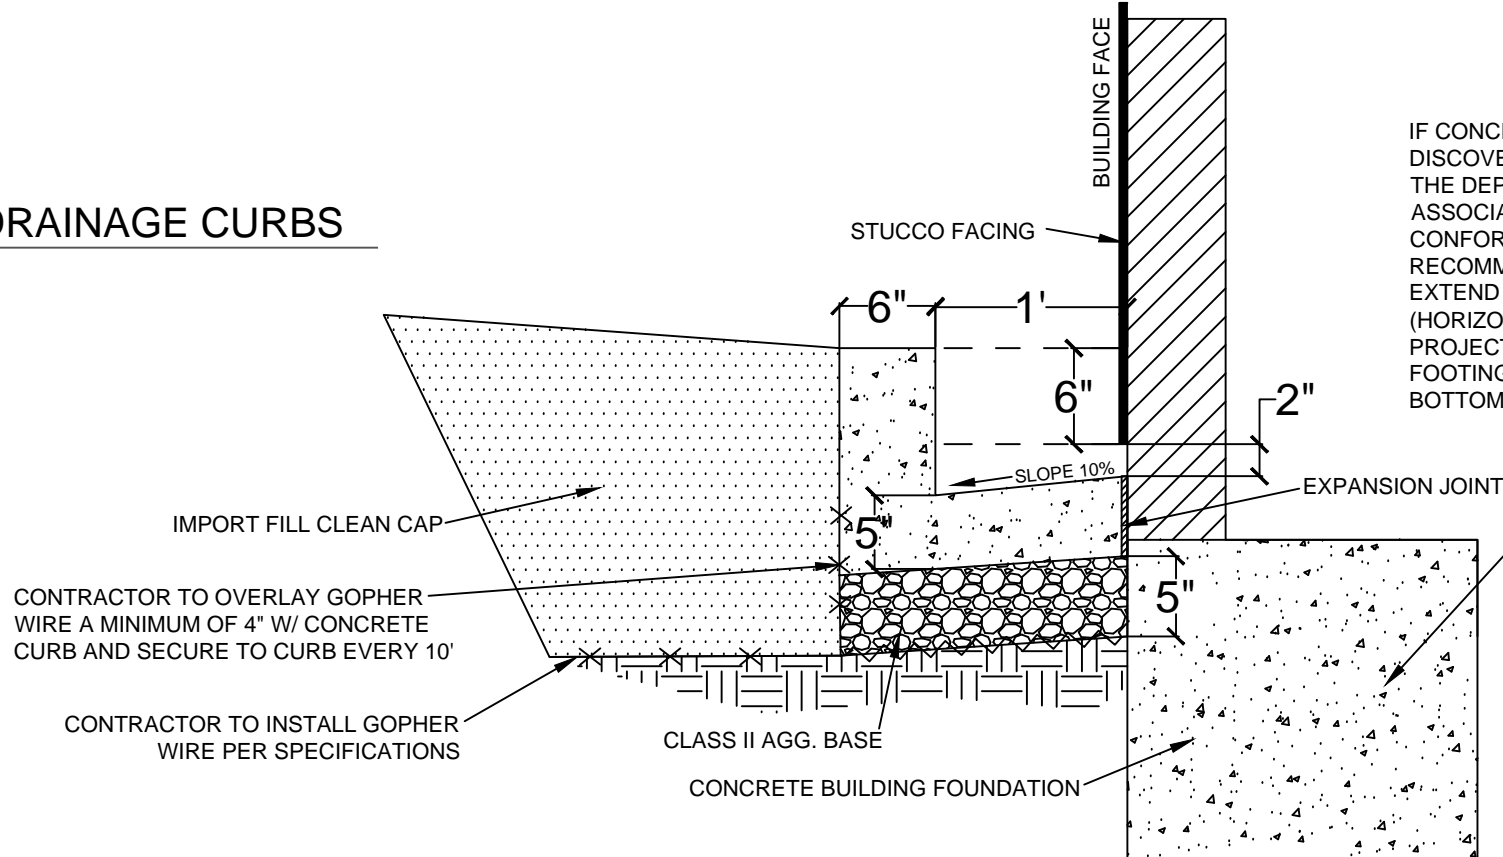 DRAINAGE CURBS
BUILDING FACE
STUCCO FACING
IF CONC
DISCOVE
THE DEP
ASSOCIA
CONFOR
RECOMM
EXTEND
(HORIZO
PROJECT
FOOTING
BOTTOM
6"
1'
6"
2"
SLOPE 10%
EXPANSION JOINT
IMPORT FILL CLEAN CAP
5"
5"
CONTRACTOR TO OVERLAY GOPHER
WIRE A MINIMUM OF 4" W/ CONCRETE
CURB AND SECURE TO CURB EVERY 10'
CONTRACTOR TO INSTALL GOPHER
WIRE PER SPECIFICATIONS
CLASS II AGG. BASE
CONCRETE BUILDING FOUNDATION